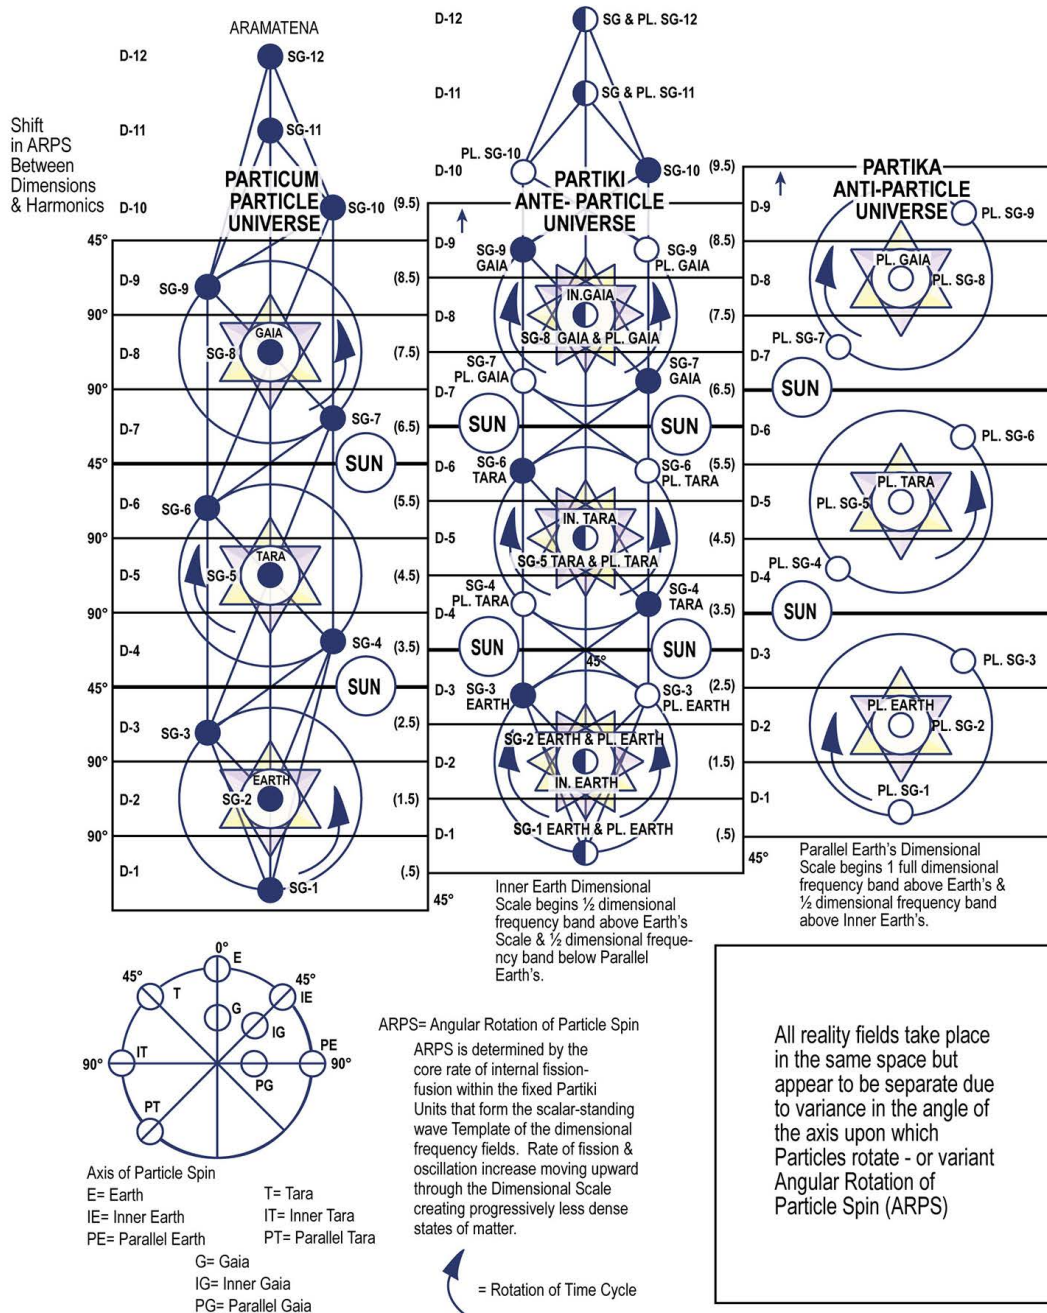 ARAMATENA
D-12
SG-12
D-11
SG-11
D-10
SG-10
(9.5)
Shift
in ARPS
Between
Dimensions
& Harmonics
PARTICUM
PARTICLE
UNIVERSE
45°
D-9
SG-9
(8.5)
90°
GAIA
D-8
SG-8
(7.5)
90°
D-7
SG-7
(6.5)
45°
SUN
D-6
SG-6
(5.5)
90°
TARA
D-5
SG-5
(4.5)
90°
D-4
SG-4
(3.5)
45°
SUN
D-3
SG-3
(2.5)
90°
EARTH
D-2
SG-2
(1.5)
90°
D-1
SG-1
(.5)
45°
D-12
SG & PL. SG-12
D-11
SG & PL. SG-11
PL. SG-10
D-10
SG-10
(9.5)
PARTIKI
ANTE- PARTICLE
UNIVERSE
D-9
SG-9
GAIA
SG-9
PL. GAIA
(8.5)
IN.GAIA
D-8
SG-8 GAIA & PL. GAIA
(7.5)
SG-7
PL. GAIA
SG-7
GAIA
D-7
(6.5)
SUN
SUN
D-6
SG-6
TARA
SG-6
PL. TARA
(5.5)
IN. TARA
D-5
SG-5 TARA & PL. TARA
(4.5)
SG-4
PL. TARA
SG-4
TARA
D-4
(3.5)
SUN
SUN
45°
D-3
SG-3
EARTH
SG-3
PL. EARTH
(2.5)
SG-2 EARTH & PL. EARTH
D-2
IN. EARTH
(1.5)
D-1
SG-1 EARTH & PL. EARTH
(.5)
45°
PARTIKA
ANTI-PARTICLE
UNIVERSE
D-9
PL. SG-9
PL. GAIA
D-8
PL. SG-8
PL. SG-7
D-7
SUN
D-6
PL. SG-6
PL. TARA
D-5
PL. SG-5
PL. SG-4
D-4
SUN
D-3
PL. SG-3
PL. EARTH
D-2
PL. SG-2
PL. SG-1
D-1
Inner Earth Dimensional
Scale begins ½ dimensional
frequency band above Earth's
Scale & ½ dimensional freque-
ncy band below Parallel
Earth's.
Parallel Earth's Dimensional
Scale begins 1 full dimensional
frequency band above Earth's &
½ dimensional frequency band
above Inner Earth's.
0°
E
45°
T
45°
IE
G
IG
90°
IT
PE
90°
PG
PT
Axis of Particle Spin
E= Earth
IE= Inner Earth
PE= Parallel Earth
T= Tara
IT= Inner Tara
PT= Parallel Tara
G= Gaia
IG= Inner Gaia
PG= Parallel Gaia
ARPS= Angular Rotation of Particle Spin
ARPS is determined by the
core rate of internal fission-
fusion within the fixed Partiki
Units that form the scalar-standing
wave Template of the dimensional
frequency fields. Rate of fission &
oscillation increase moving upward
through the Dimensional Scale
creating progressively less dense
states of matter.
= Rotation of Time Cycle
All reality fields take place
in the same space but
appear to be separate due
to variance in the angle of
the axis upon which
Particles rotate - or variant
Angular Rotation of
Particle Spin (ARPS)